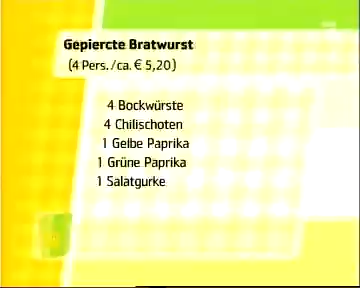 Gepiercte Bratwurst
(4 Pers./ca. € 5,20)
4 Bockwürste
4 Chilischoten
1 Gelbe Paprika
1 Grüne Paprika
1 Salatgurke